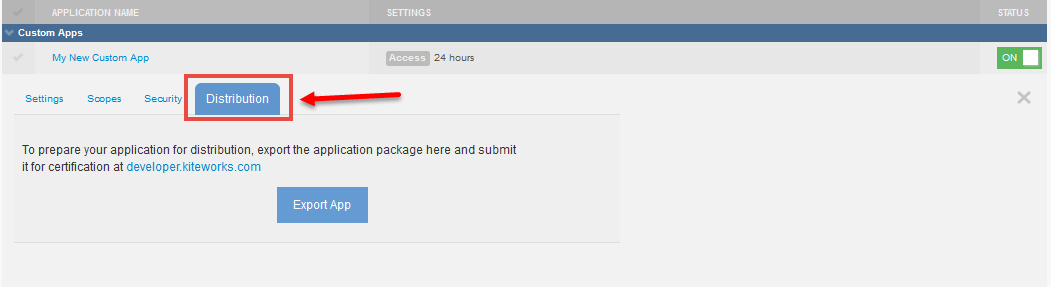 APPLICATION NAME SETTINGS STATUS
Custom Apps
My New Custom App Access 24 hours ON
Settings Scopes Security Distribution
To prepare your application for distribution, export the application package here and submit
it for certification at developer.kiteworks.com
Export App